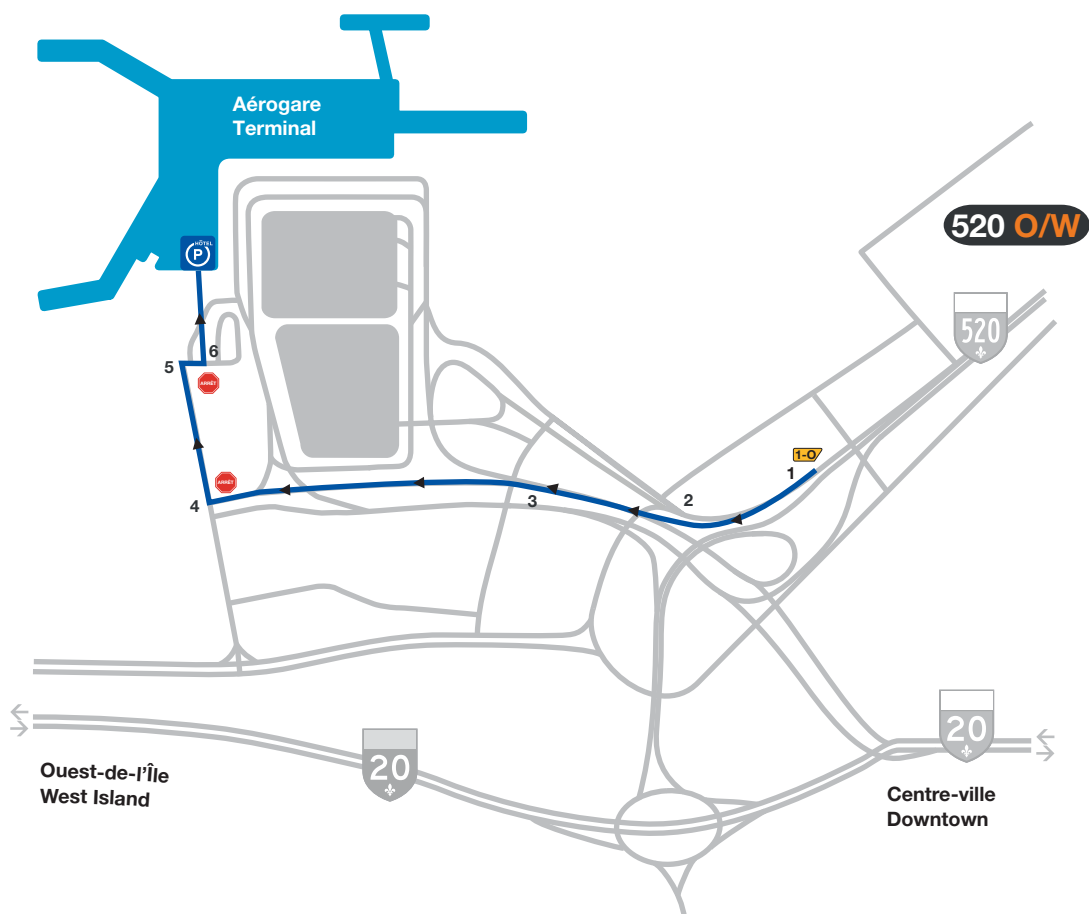 Aérogare
Terminal
520 O/W
HÔTEL
P
520
6
5
ARRÊT
1-O
1
ARRÊT
2
3
4
20
20
Ouest-de-l'Île
West Island
Centre-ville
Downtown